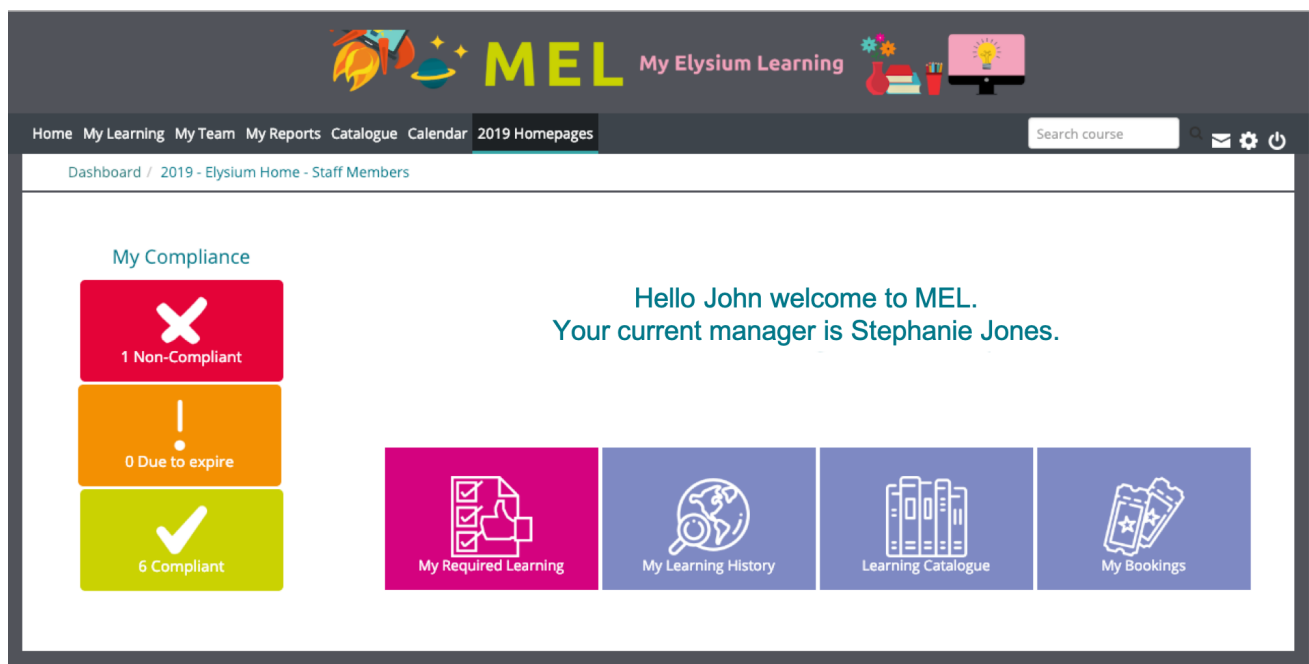 MEL My Elysium Learning
Home My Learning My Team My Reports Catalogue Calendar 2019 Homepages Search course
Dashboard / 2019 - Elysium Home - Staff Members
My Compliance
1 Non-Compliant
0 Due to expire
6 Compliant
Hello John welcome to MEL.
Your current manager is Stephanie Jones.
My Required Learning
My Learning History
Learning Catalogue
My Bookings